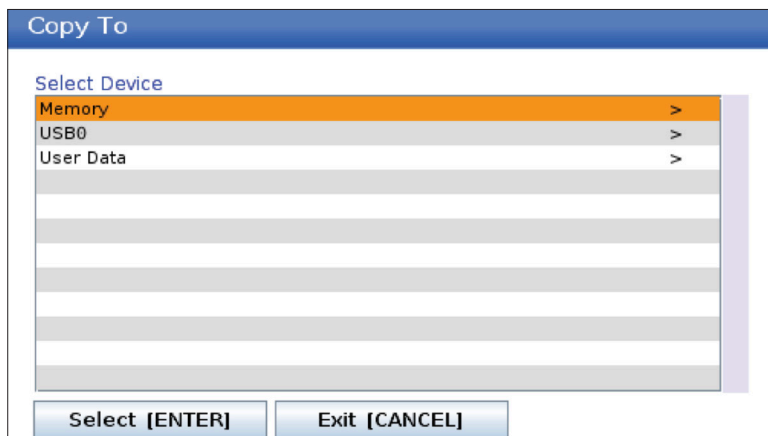 Copy To
Select Device
Memory >
USB0 >
User Data >
Select [ENTER] Exit [CANCEL]